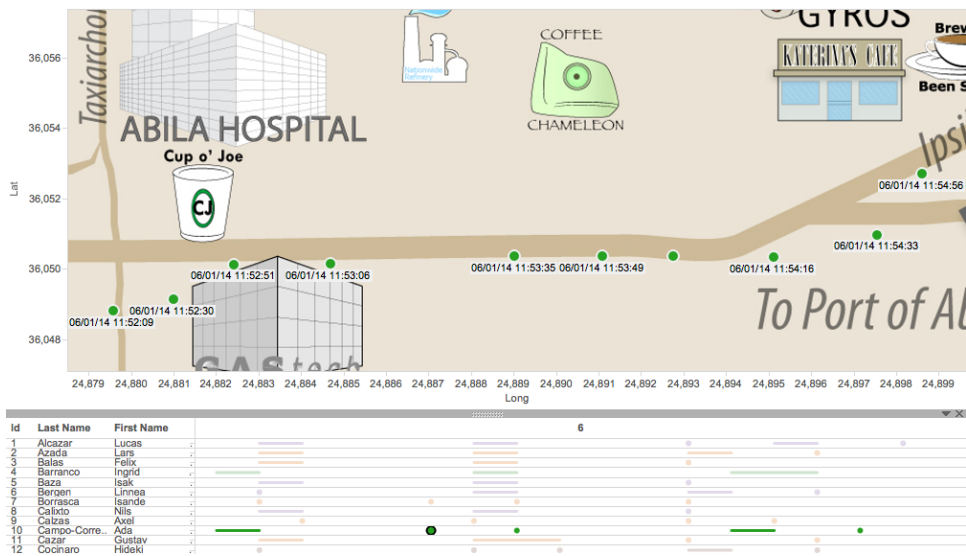 GYROS
Brew
COFFEE
KATERINA'S CAFE
Nationwide
Refinery
Been S
Taxiarchou
CHAMELEON
ABILA HOSPITAL
Cup o' Joe
CJ
Ipsi
36,056
36,054
36,052
36,050
36,048
Lat
06/01/14 11:54:56
06/01/14 11:54:33
06/01/14 11:52:51
06/01/14 11:53:06
06/01/14 11:53:35
06/01/14 11:53:49
06/01/14 11:54:16
06/01/14 11:52:30
06/01/14 11:52:09
To Port of Ab
GAStech
24,879 24,880 24,881 24,882 24,883 24,884 24,885 24,886 24,887 24,888 24,889 24,890 24,891 24,892 24,893 24,894 24,895 24,896 24,897 24,898 24,899
Long
Id Last Name First Name 6
1 Alcazar Lucas
2 Azada Lars
3 Balas Felix
4 Barranco Ingrid
5 Baza Isak
6 Bergen Linnea
7 Borrasca Isande
8 Calixto Nils
9 Calzas Axel
10 Campo-Corre... Ada
11 Cazar Gustav
12 Cocinaro Hideki